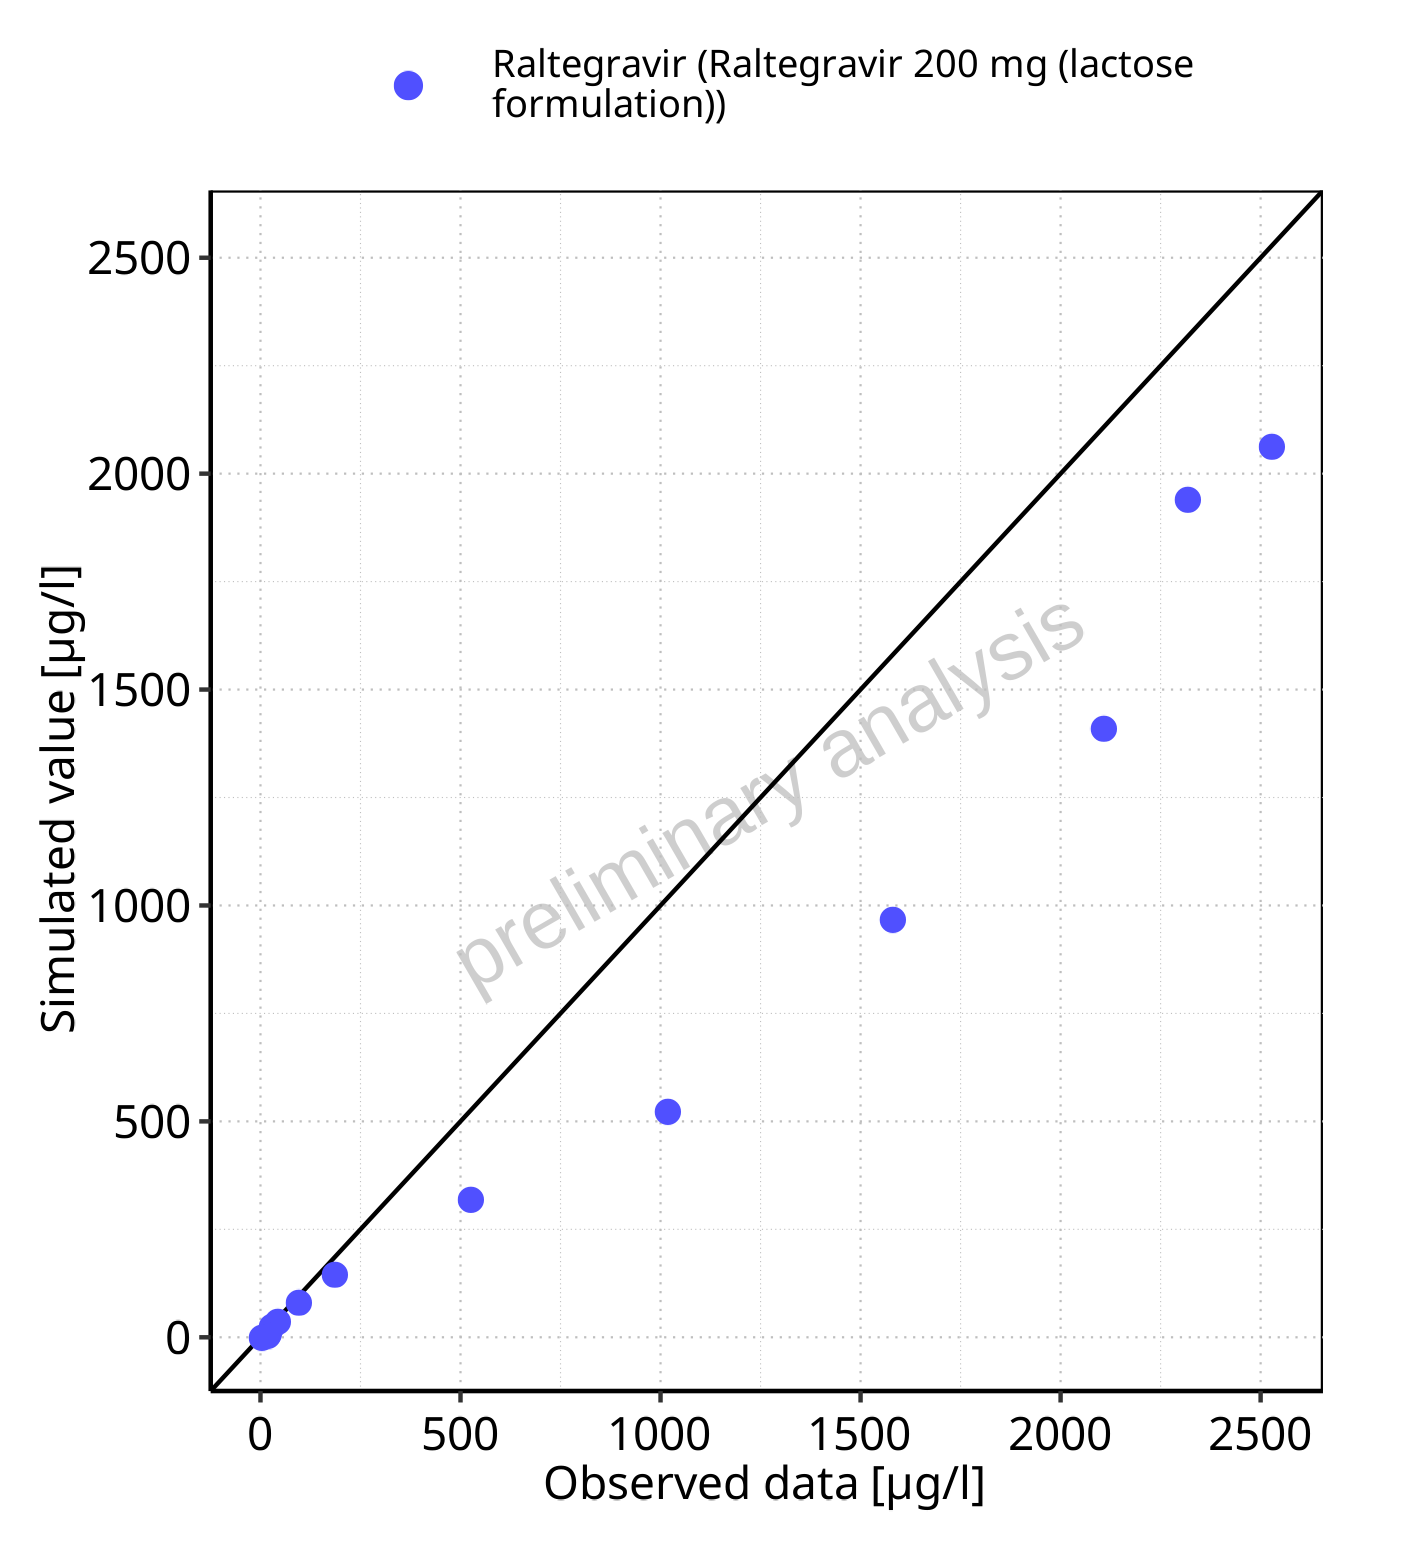 Raltegravir (Raltegravir 200 mg (lactose
formulation))
2500
2000
1500
1000
500
0
Simulated value [µg/l]
preliminary analysis
0 500 1000 1500 2000 2500
Observed data [µg/l]